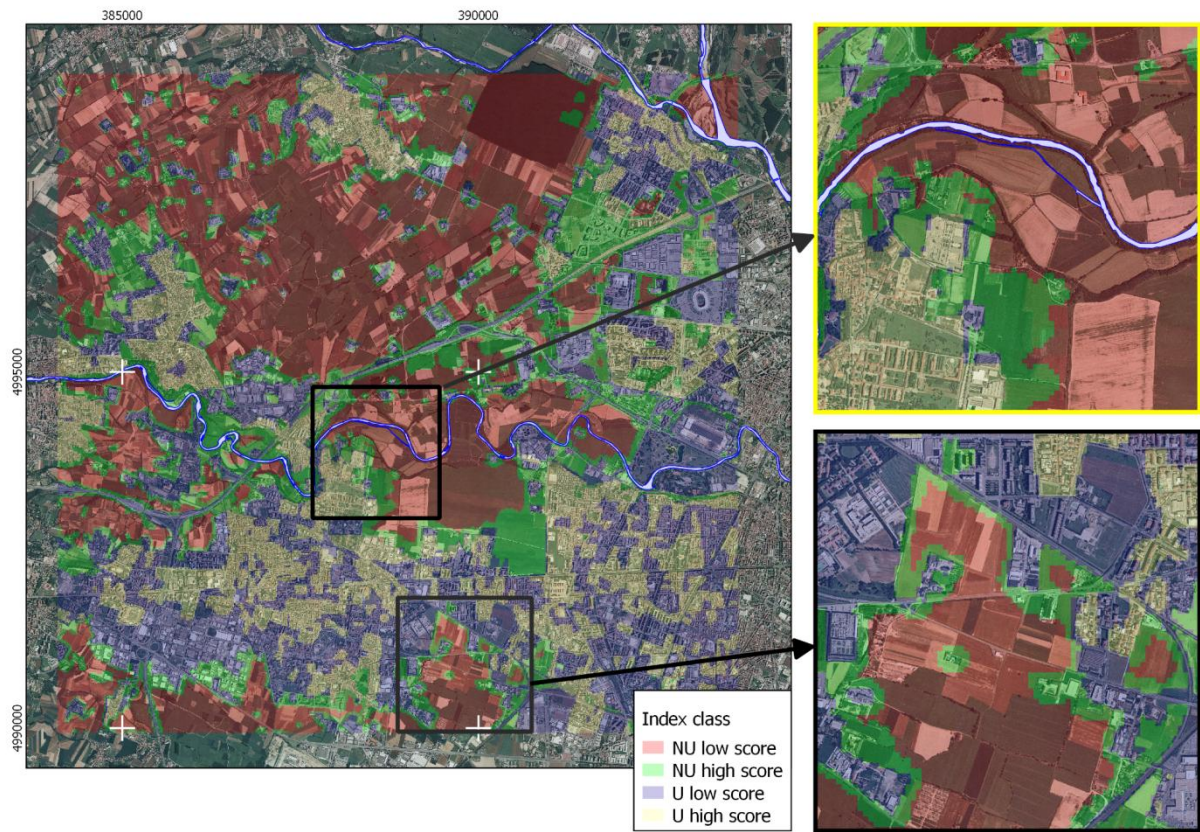 385000
390000
4995000
4990000
Index class
NU low score
NU high score
U low score
U high score